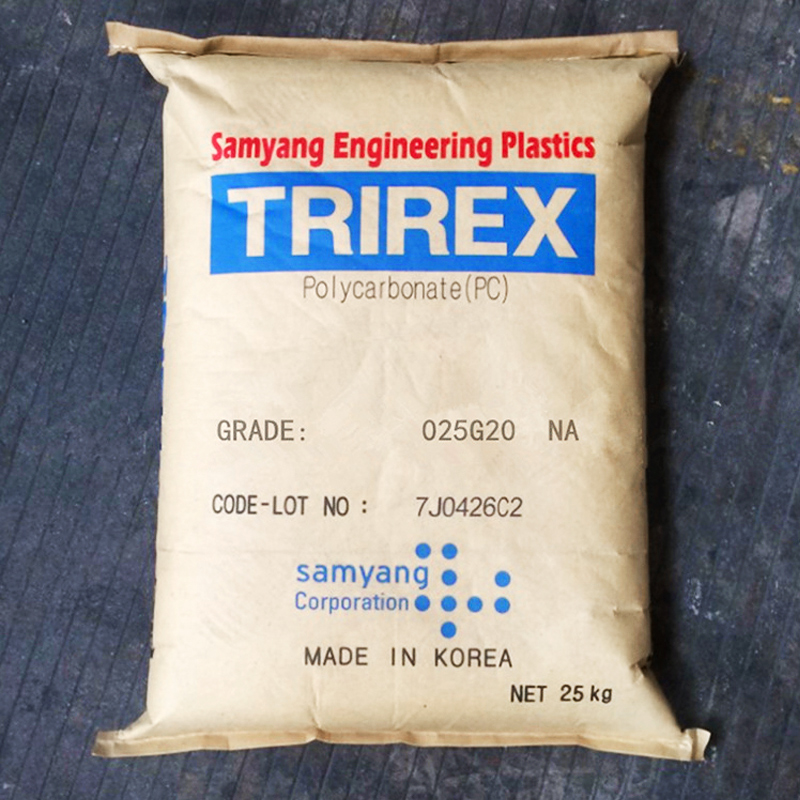 Samyang Engineering Plastics
TRIREX
Polycarbonate(PC)
GRADE: 025G20 NA
CODE-LOT NO : 7J0426C2
samyang
Corporation
MADE IN KOREA
NET 25 kg